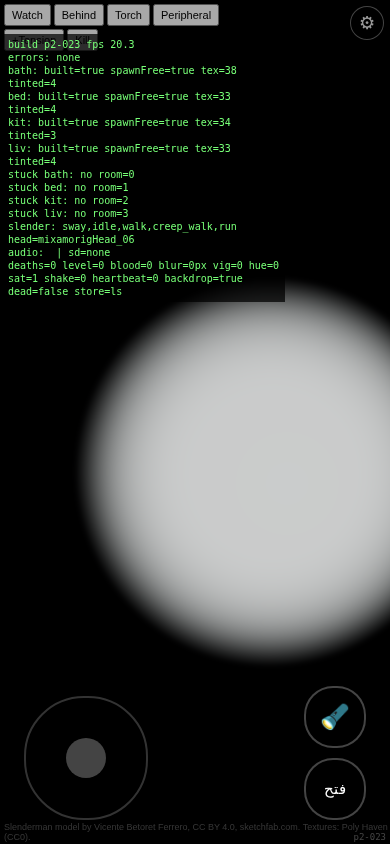 Watch Behind Torch Peripheral
build p2-023 fps 20.3
errors: none
bath: built=true spawnFree=true tex=38
tinted=4
bed: built=true spawnFree=true tex=33
tinted=4
kit: built=true spawnFree=true tex=34
tinted=3
liv: built=true spawnFree=true tex=33
tinted=4
stuck bath: no room=0
stuck bed: no room=1
stuck kit: no room=2
stuck liv: no room=3
slender: sway,idle,walk,creep_walk,run
head=mixamorigHead_06
audio:  | sd=none
deaths=0 level=0 blood=0 blur=0px vig=0 hue=0
sat=1 shake=0 heartbeat=0 backdrop=true
dead=false store=ls
فتح
Slenderman model by Vicente Betoret Ferrero, CC BY 4.0, sketchfab.com. Textures: Poly Haven
(CC0).
p2-023